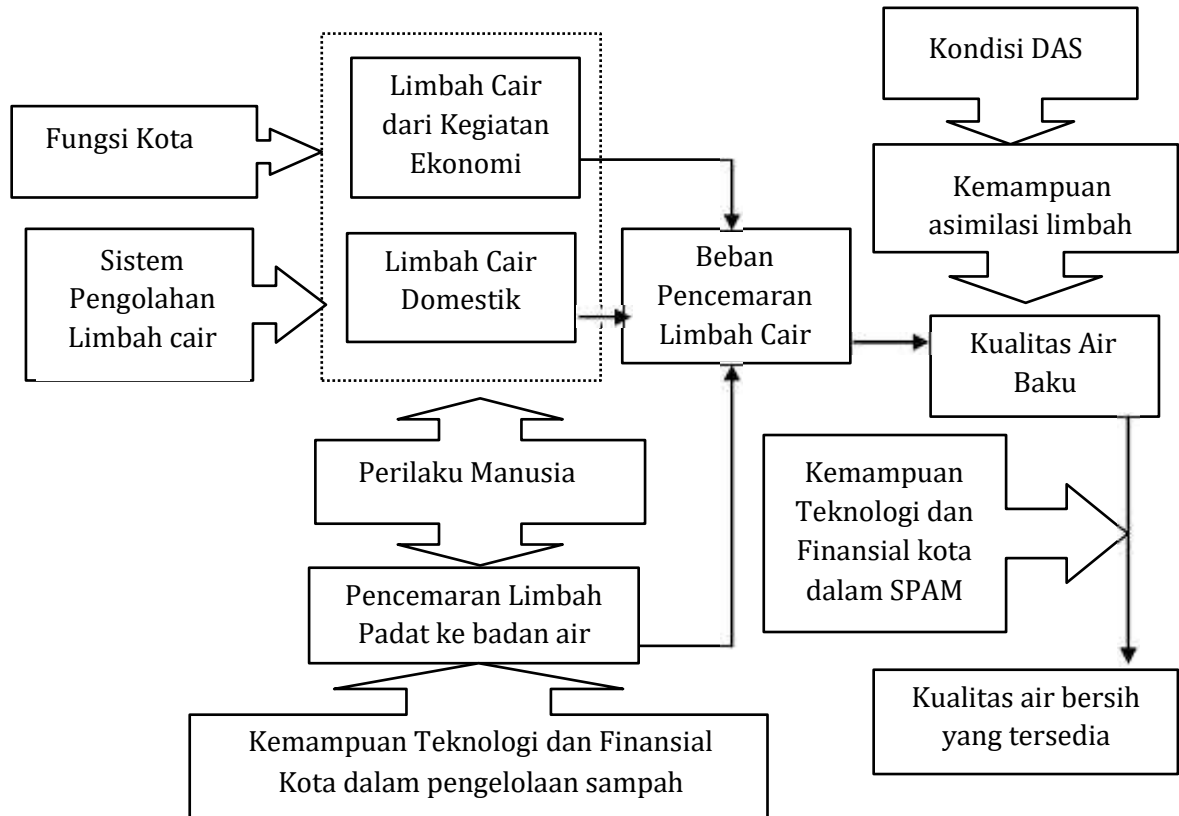 Kondisi DAS
Limbah Cair
dari Kegiatan
Ekonomi
Fungsi Kota
Kemampuan
asimilasi limbah
Sistem
Pengolahan
Limbah cair
Limbah Cair
Domestik
Beban
Pencemaran
Limbah Cair
Kualitas Air
Baku
Perilaku Manusia
Kemampuan
Teknologi dan
Finansial kota
dalam SPAM
Pencemaran Limbah
Padat ke badan air
Kualitas air bersih
yang tersedia
Kemampuan Teknologi dan Finansial
Kota dalam pengelolaan sampah